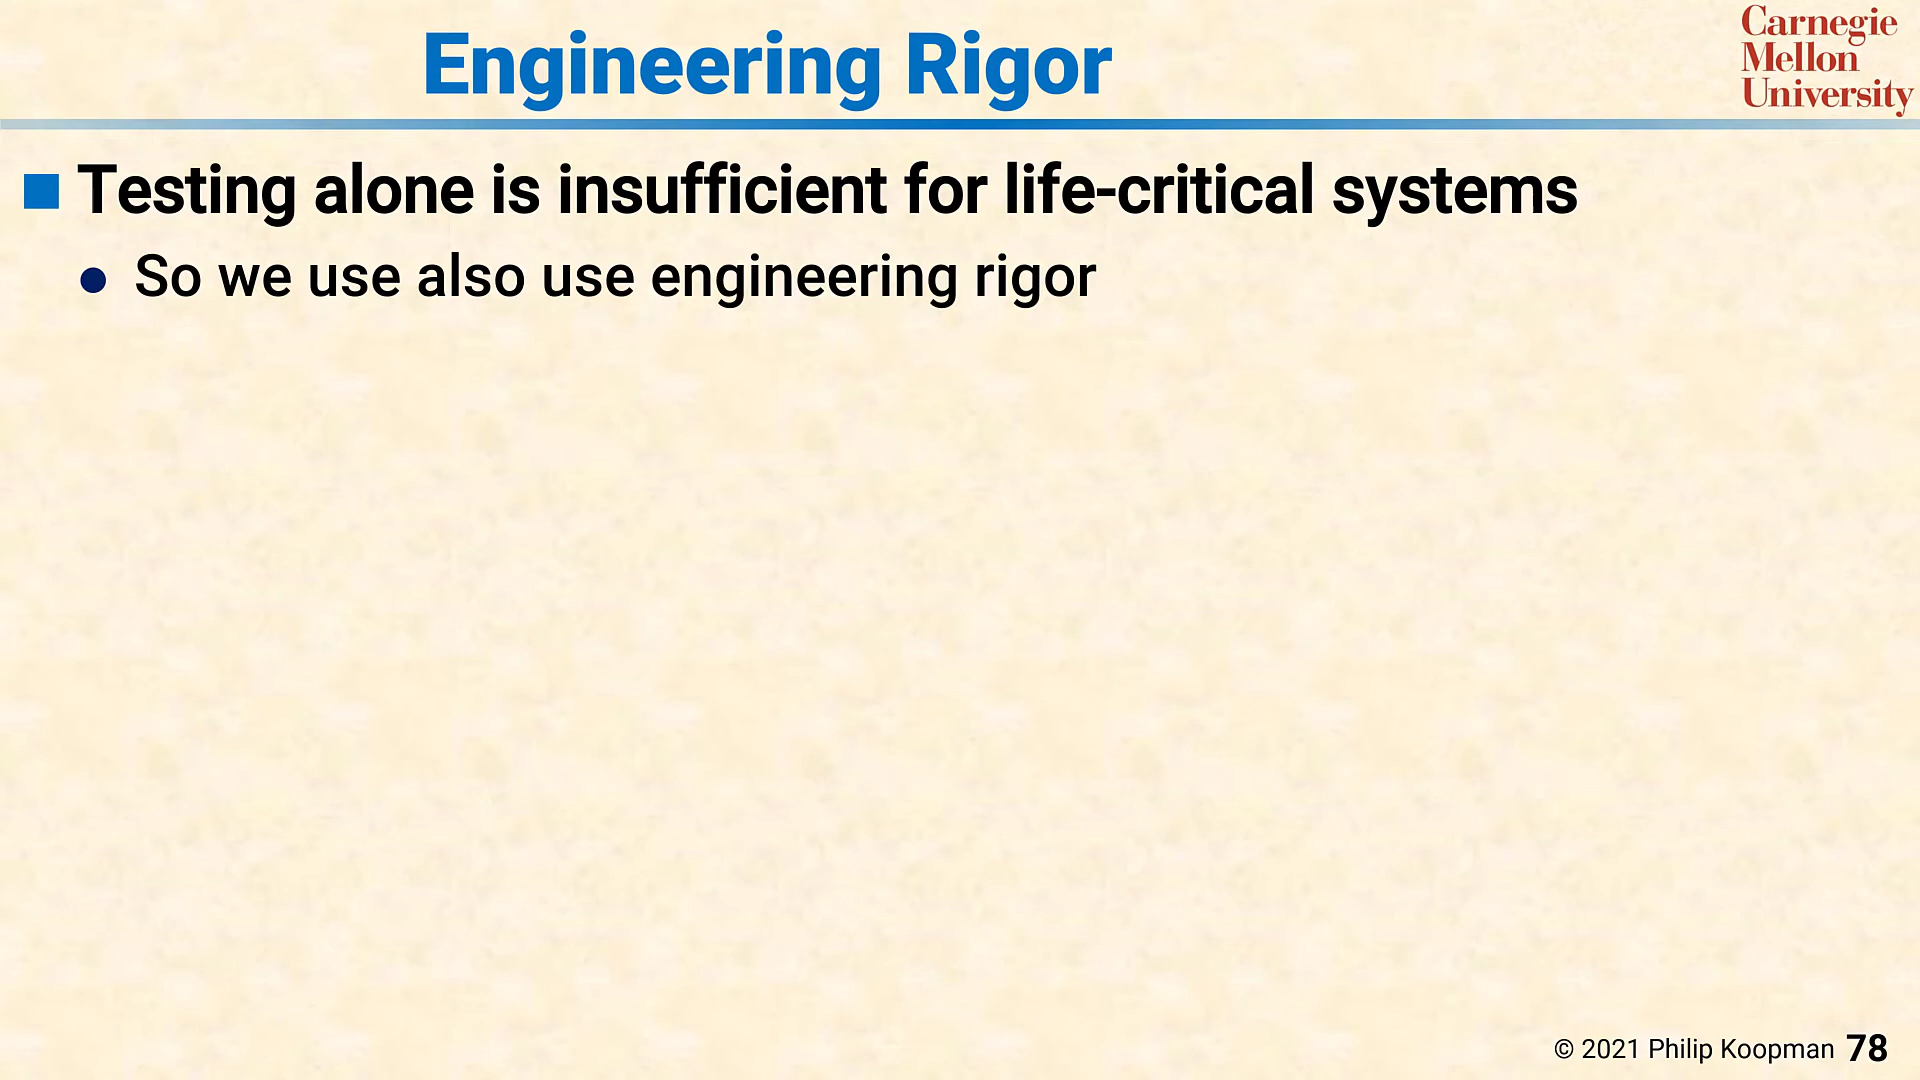 Engineering Rigor
Carnegie
Mellon
University
Testing alone is insufficient for life-critical systems
So we use also use engineering rigor
© 2021 Philip Koopman 78